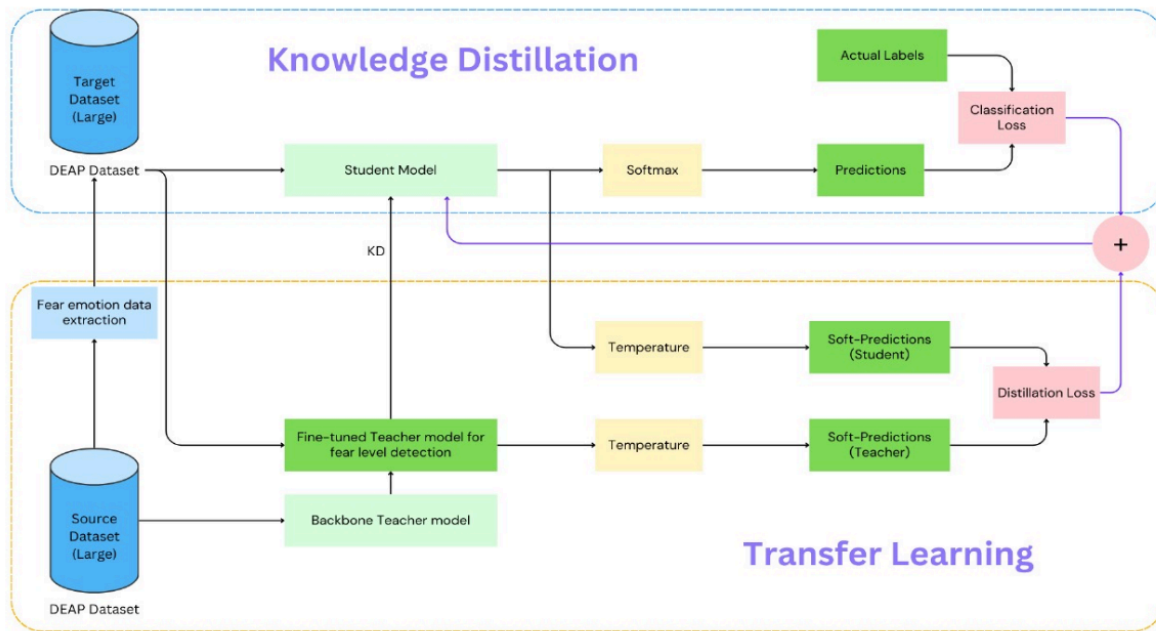 Knowledge Distillation
Target
Dataset
(Large)
DEAP Dataset
Actual Labels
Classification
Loss
Student Model
Softmax
Predictions
KD
+
Fear emotion data
extraction
Temperature
Soft-Predictions
(Student)
Distillation Loss
Fine-tuned Teacher model for
fear level detection
Temperature
Soft-Predictions
(Teacher)
Source
Dataset
(Large)
Backbone Teacher model
Transfer Learning
DEAP Dataset